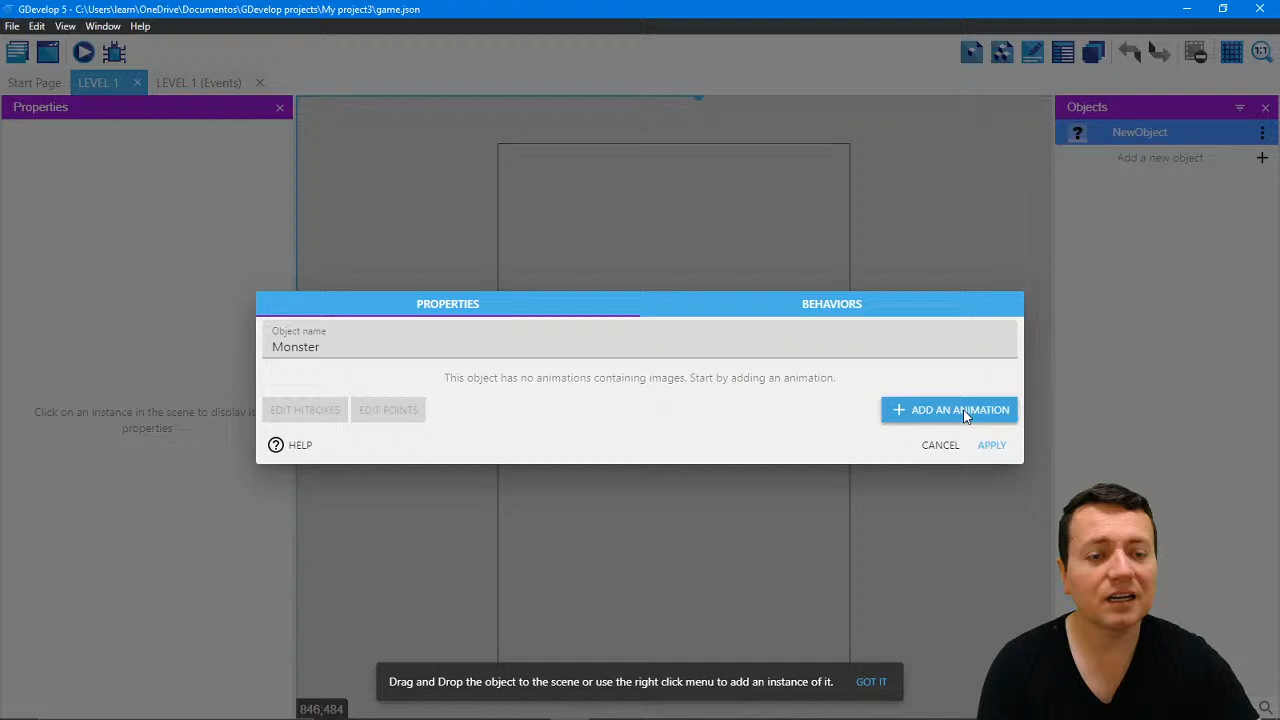 GDevelop 5 - C:\Users\learn\OneDrive\Documentos\GDevelop projects\My project3\game.json
File Edit View Window Help
1:1
Start Page LEVEL 1 × LEVEL 1 (Events) ×
Properties ×
Objects ×
? NewObject
Add a new object +
PROPERTIES BEHAVIORS
Object name
Monster
This object has no animations containing images. Start by adding an animation.
EDIT HITBOXES EDIT POINTS + ADD AN ANIMATION
Click on an instance in the scene to display it
properties
? HELP CANCEL APPLY
Drag and Drop the object to the scene or use the right click menu to add an instance of it. GOT IT
846,484